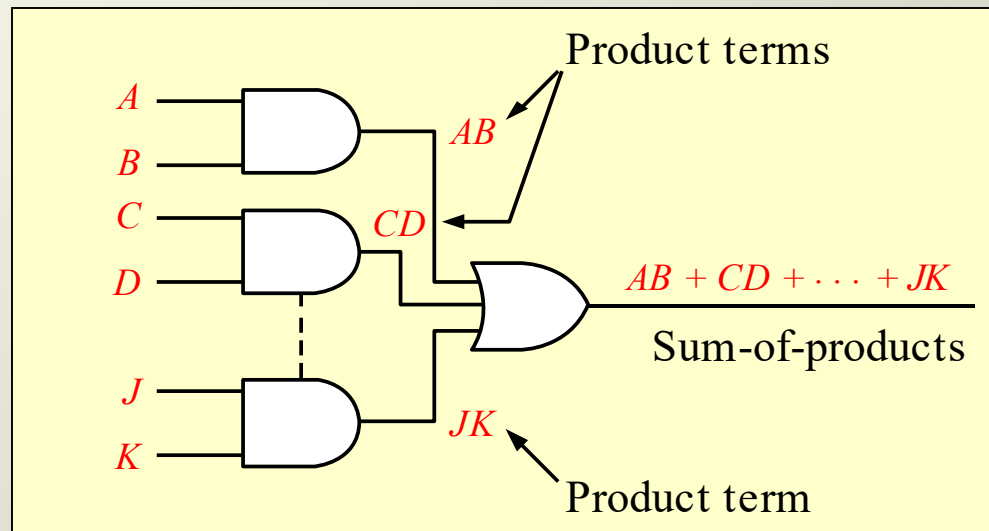 Product terms
A
AB
B
C
CD
D
AB + CD + · · · + JK
Sum-of-products
J
JK
K
Product term